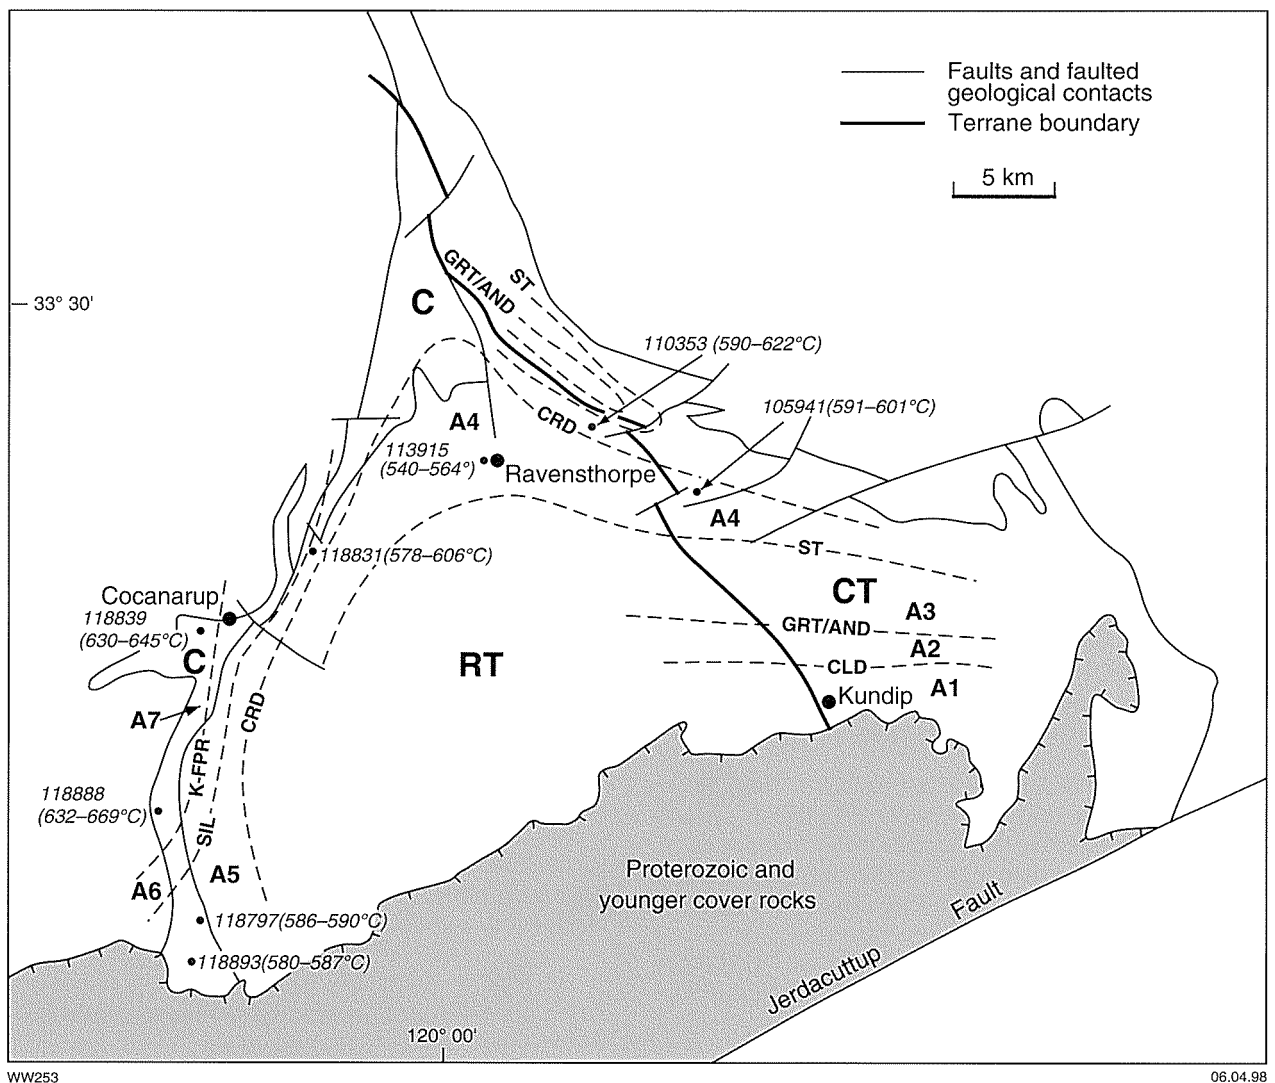 Faults and faulted
geological contacts
Terrane boundary
5 km
GRT/AND
ST
33° 30'
C
110353 (590–622°C)
105941(591–601°C)
CRD
A4
113915
(540–564°)
Ravensthorpe
A4
118831(578–606°C)
ST
CT
Cocanarup
118839
(630–645°C)
C
A3
GRT/AND
A2
RT
CLD
A1
Kundip
A7
CRD
K-FPR
118888
(632–669°C)
SIL
A5
A6
Proterozoic and
younger cover rocks
118797(586–590°C)
118893(580–587°C)
Jerdacuttup
Fault
120° 00'
WW253
06.04.98